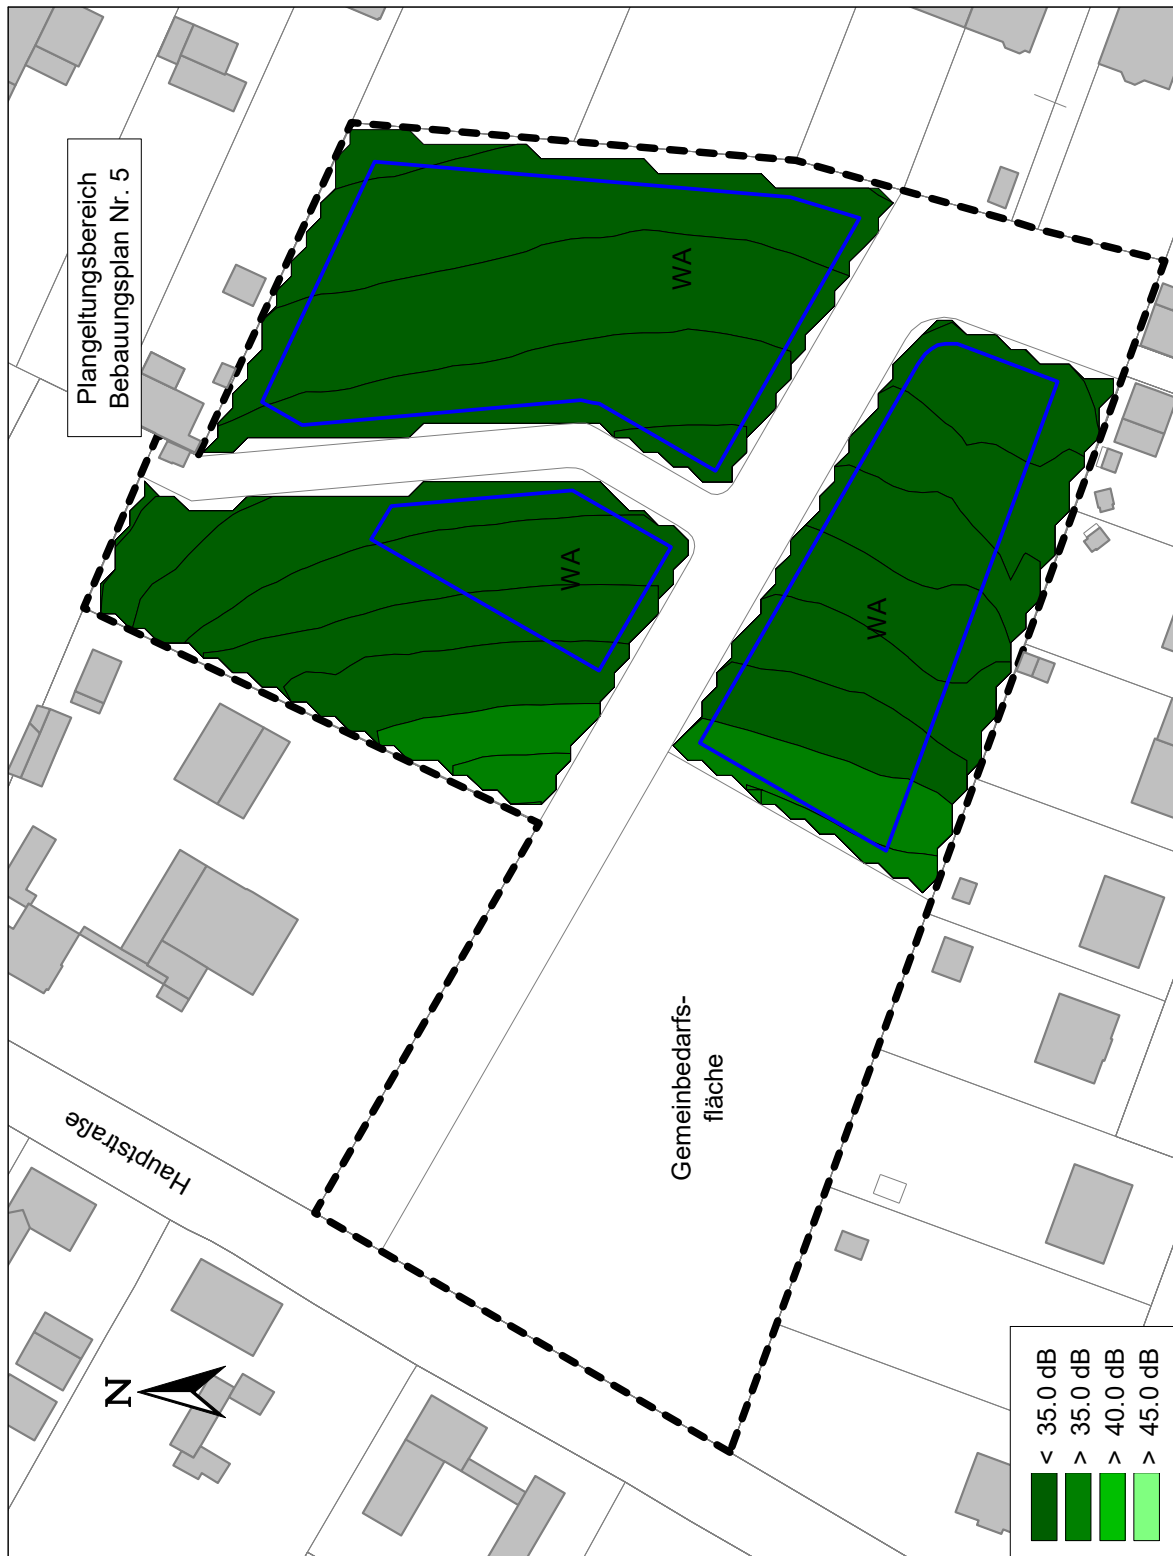 Plangeltungsbereich
Bebauungsplan Nr. 5
WA
WA
WA
Gemeinbedarfs-
fläche
Hauptstraße
N
< 35.0 dB
> 35.0 dB
> 40.0 dB
> 45.0 dB